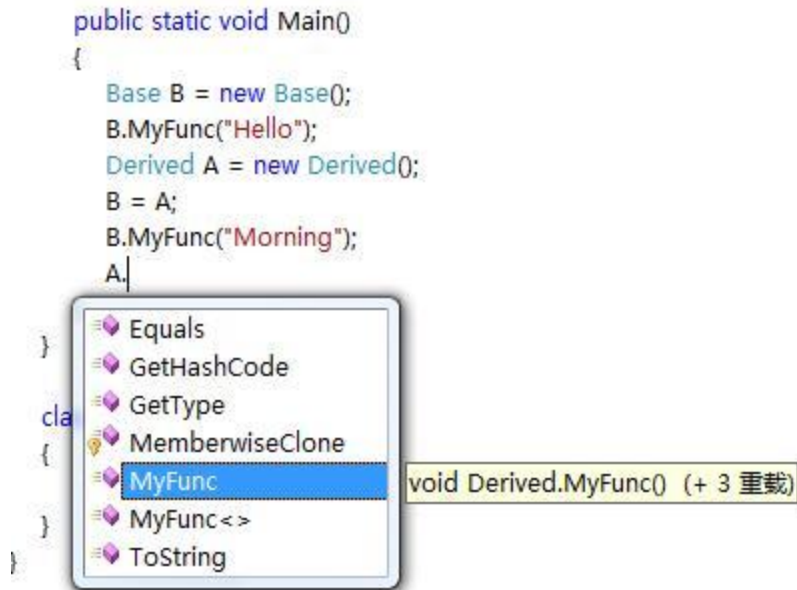 public static void Main()
{
Base B = new Base();
B.MyFunc("Hello");
Derived A = new Derived();
B = A;
B.MyFunc("Morning");
A.
Equals
}
GetHashCode
GetType
cla
MemberwiseClone
{
MyFunc
void Derived.MyFunc() (+ 3 重载)
MyFunc<>
}
ToString
}